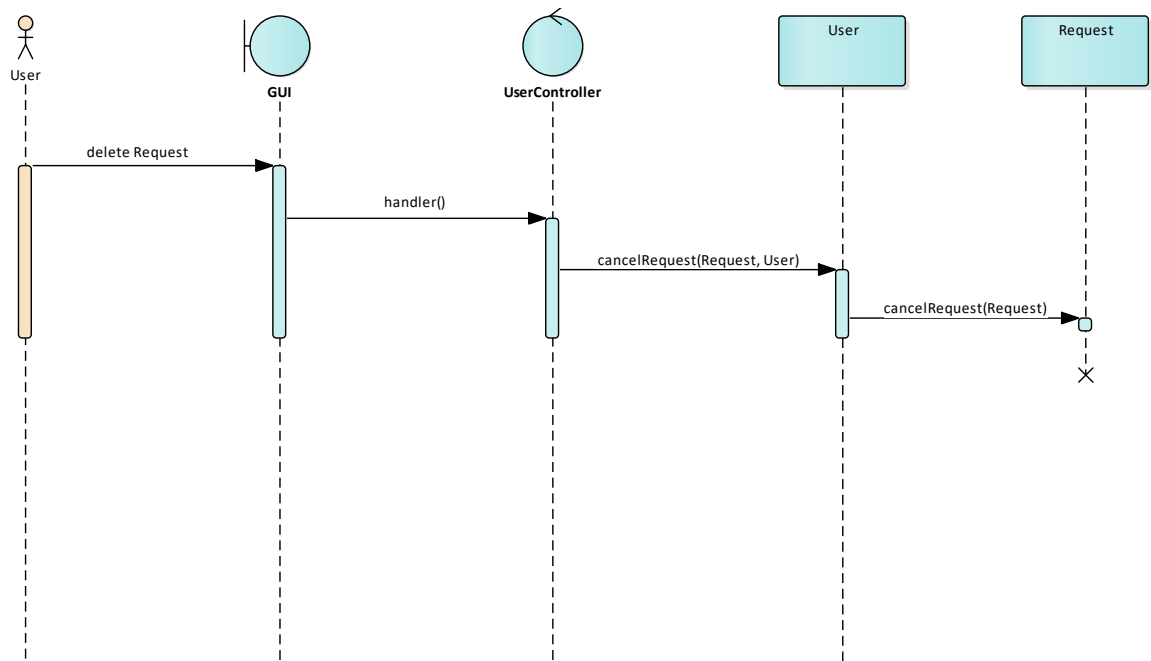 User
Request
User
GUI
UserController
delete Request
handler()
cancelRequest(Request, User)
cancelRequest(Request)